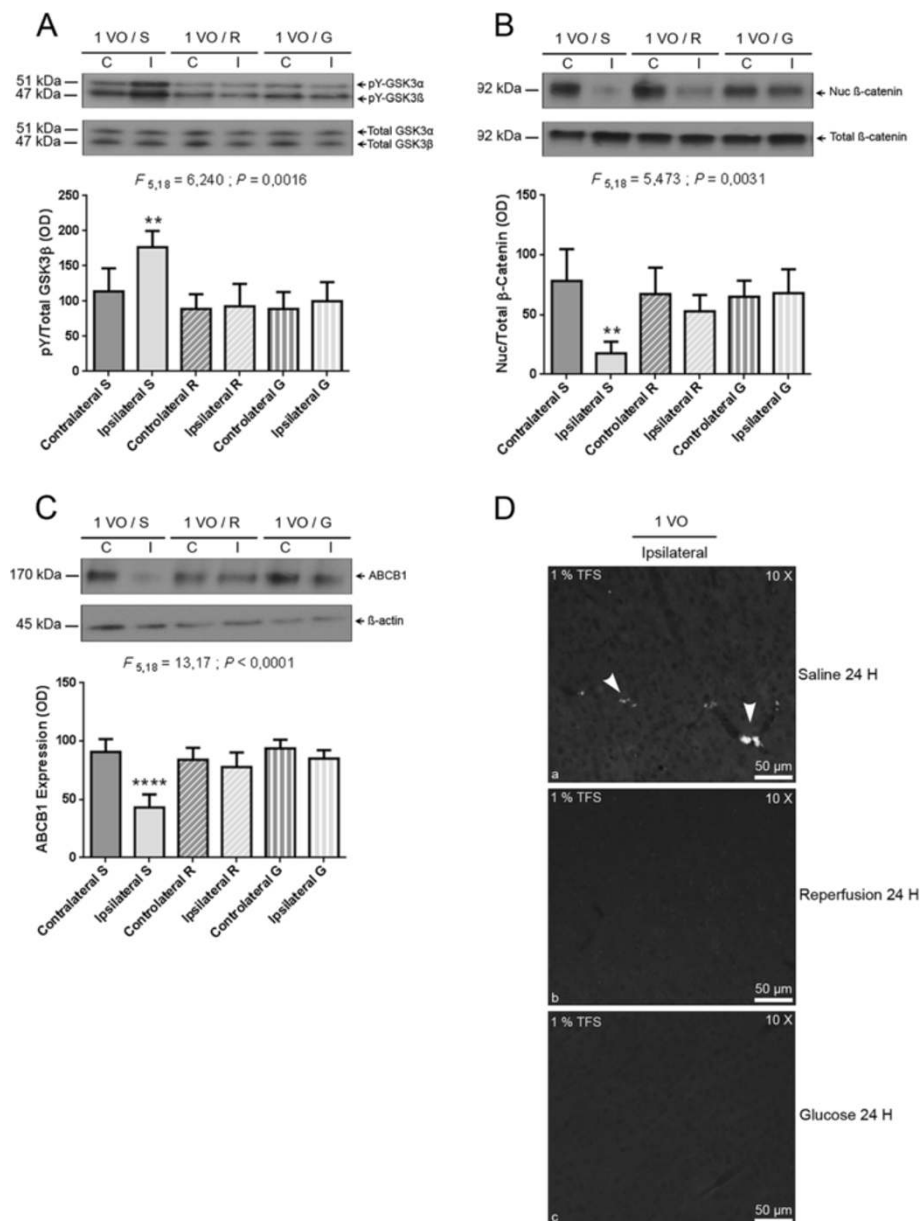 A
1 VO / S 1 VO / R 1 VO / G
C I C I C I
51 kDa pY-GSK3α
47 kDa pY-GSK3ß
51 kDa Total GSK3α
47 kDa Total GSK3β
F 5,18 = 6,240 ; P = 0,0016
pY/Total GSK3β (OD)
250
200
150
100
50
0
**
Contralateral S
Ipsilateral S
Controlateral R
Ipsilateral R
Controlateral G
Ipsilateral G
B
1 VO / S 1 VO / R 1 VO / G
C I C I C I
92 kDa Nuc ß-catenin
92 kDa Total ß-catenin
F 5,18 = 5,473 ; P = 0,0031
Nuc/Total β-Catenin (OD)
150
100
50
0
**
Contralateral S
Ipsilateral S
Controlateral R
Ipsilateral R
Controlateral G
Ipsilateral G
C
1 VO / S 1 VO / R 1 VO / G
C I C I C I
170 kDa ABCB1
45 kDa ß-actin
F 5,18 = 13,17 ; P < 0,0001
ABCB1 Expression (OD)
150
100
50
0
****
Contralateral S
Ipsilateral S
Controlateral R
Ipsilateral R
Controlateral G
Ipsilateral G
D
1 VO
Ipsilateral
1 % TFS 10 X
Saline 24 H
a 50 µm
1 % TFS 10 X
Reperfusion 24 H
b 50 µm
1 % TFS 10 X
Glucose 24 H
c 50 µm